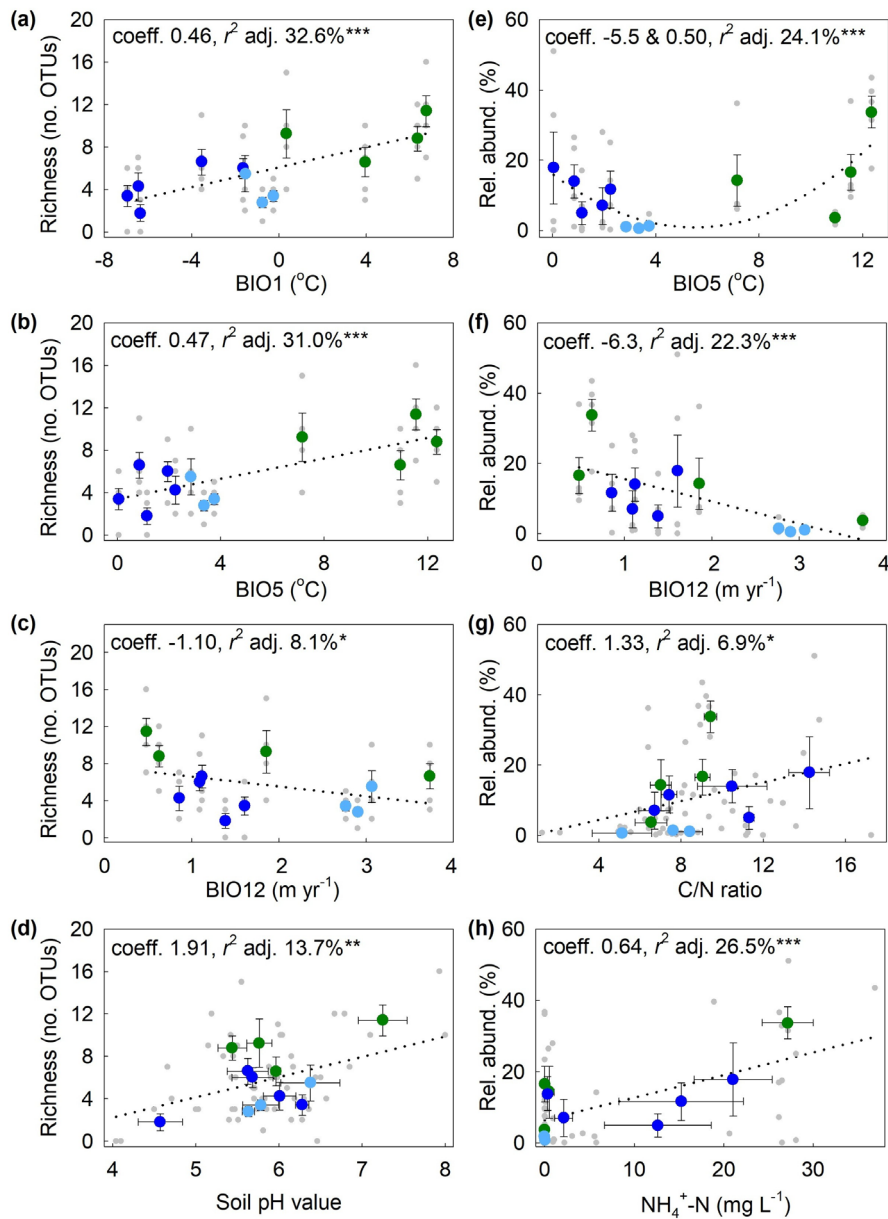 (a)
coeff. 0.46, r² adj. 32.6%***
Richness (no. OTUs)
20
16
12
8
4
0
-8
-4
0
4
8
BIO1 (°C)
(b)
coeff. 0.47, r² adj. 31.0%***
Richness (no. OTUs)
20
16
12
8
4
0
0
4
8
12
BIO5 (°C)
(c)
coeff. -1.10, r² adj. 8.1%*
Richness (no. OTUs)
20
16
12
8
4
0
0
1
2
3
4
BIO12 (m yr⁻¹)
(d)
coeff. 1.91, r² adj. 13.7%**
Richness (no. OTUs)
20
16
12
8
4
0
4
5
6
7
8
Soil pH value
(e)
coeff. -5.5 & 0.50, r² adj. 24.1%***
Rel. abund. (%)
60
40
20
0
0
4
8
12
BIO5 (°C)
(f)
coeff. -6.3, r² adj. 22.3%***
Rel. abund. (%)
60
40
20
0
0
1
2
3
4
BIO12 (m yr⁻¹)
(g)
coeff. 1.33, r² adj. 6.9%*
Rel. abund. (%)
60
40
20
0
4
8
12
16
C/N ratio
(h)
coeff. 0.64, r² adj. 26.5%***
Rel. abund. (%)
60
40
20
0
0
10
20
30
NH₄⁺-N (mg L⁻¹)